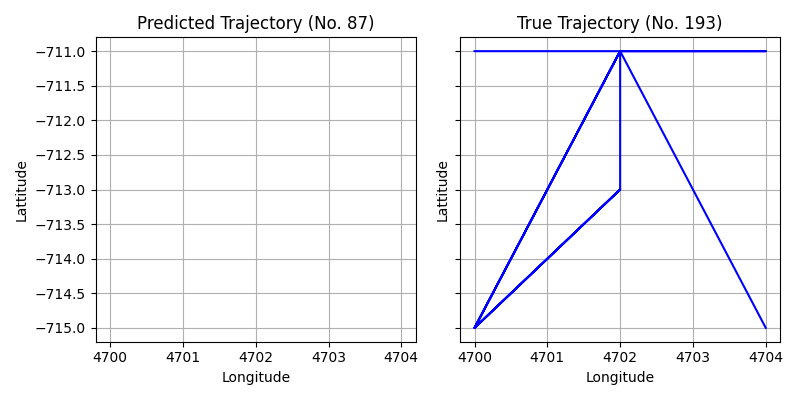 Predicted Trajectory (No. 87)
−711.0
−711.5
−712.0
−712.5
−713.0
−713.5
−714.0
−714.5
−715.0
Lattitude
4700 4701 4702 4703 4704
Longitude
True Trajectory (No. 193)
Lattitude
4700 4701 4702 4703 4704
Longitude